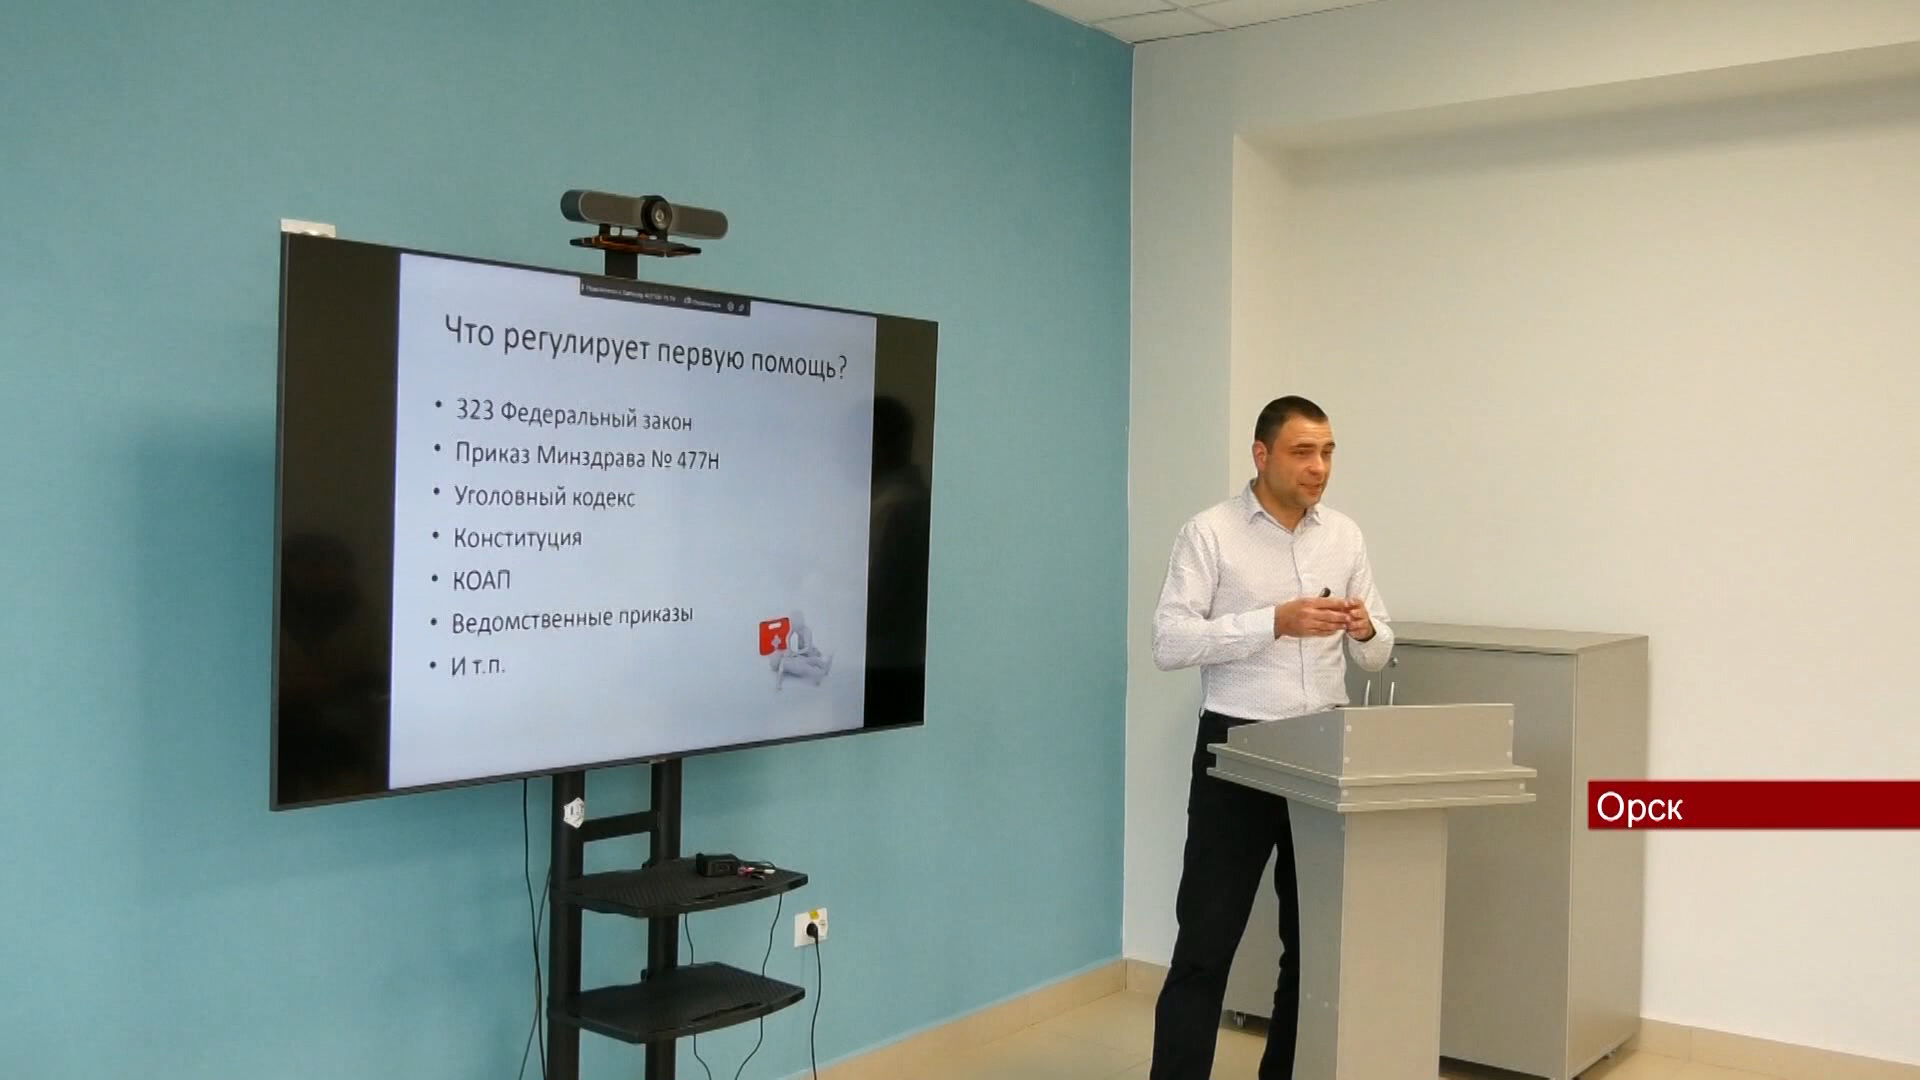 Что регулирует первую помощь?
• 323 Федеральный закон
• Приказ Минздрава № 477Н
• Уголовный кодекс
• Конституция
• КОАП
• Ведомственные приказы
• И т.п.
Орск